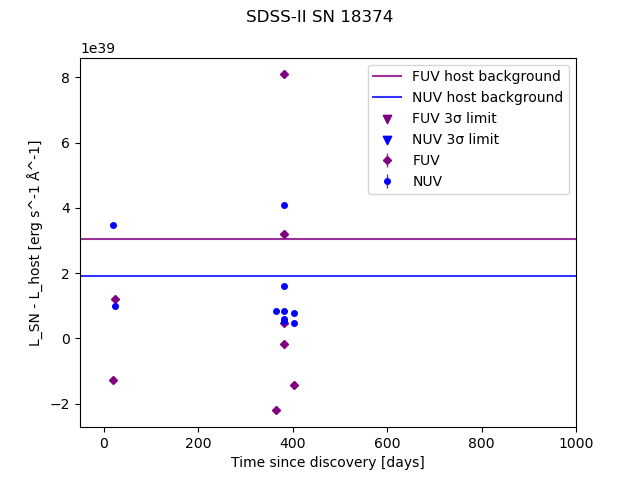 SDSS-II SN 18374
1e39
FUV host background
NUV host background
FUV 3σ limit
NUV 3σ limit
FUV
NUV
L_SN - L_host [erg s^-1 Å^-1]
8
6
4
2
0
−2
0 200 400 600 800 1000
Time since discovery [days]